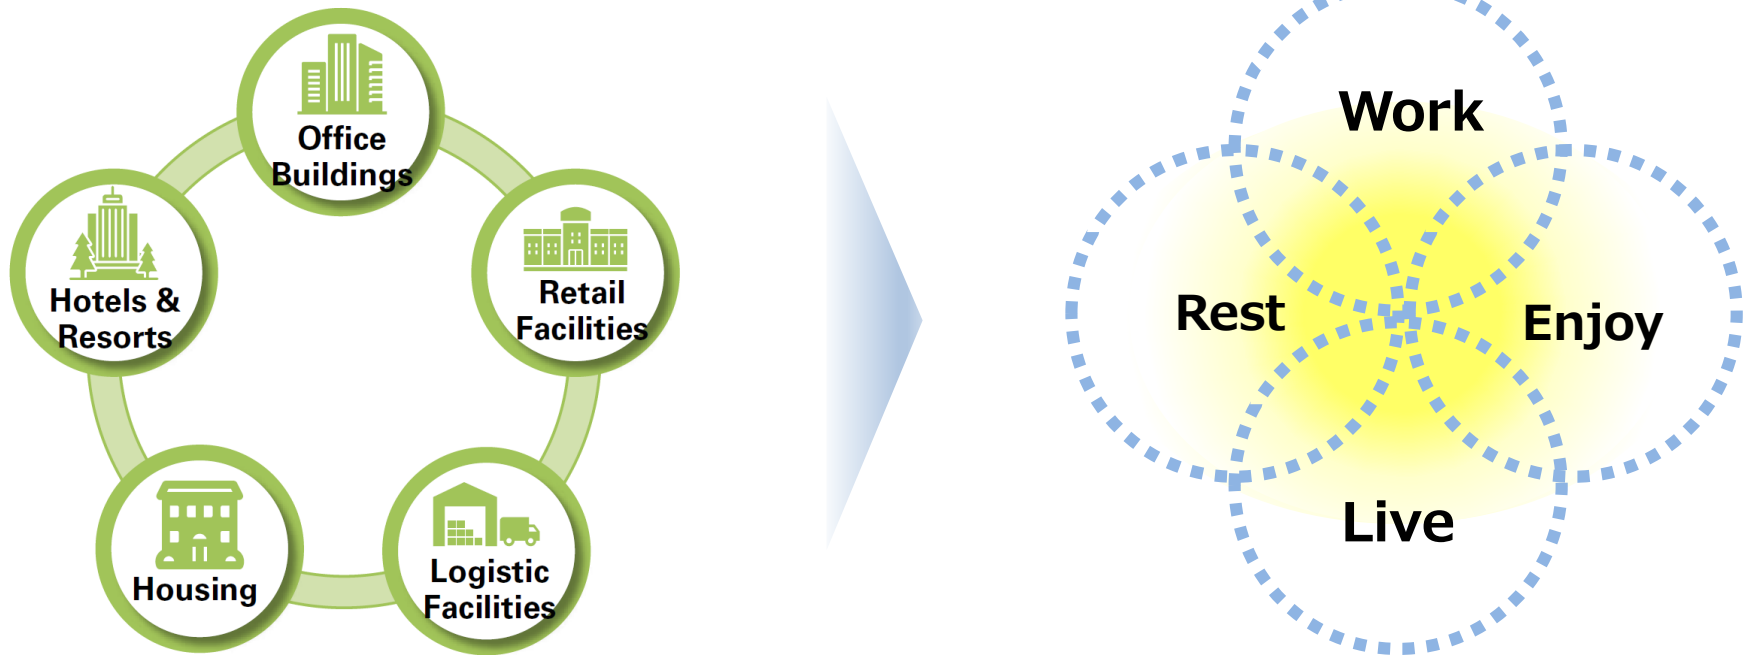 Office
Buildings
Hotels &
Resorts
Retail
Facilities
Housing
Logistic
Facilities
Work
Rest
Enjoy
Live